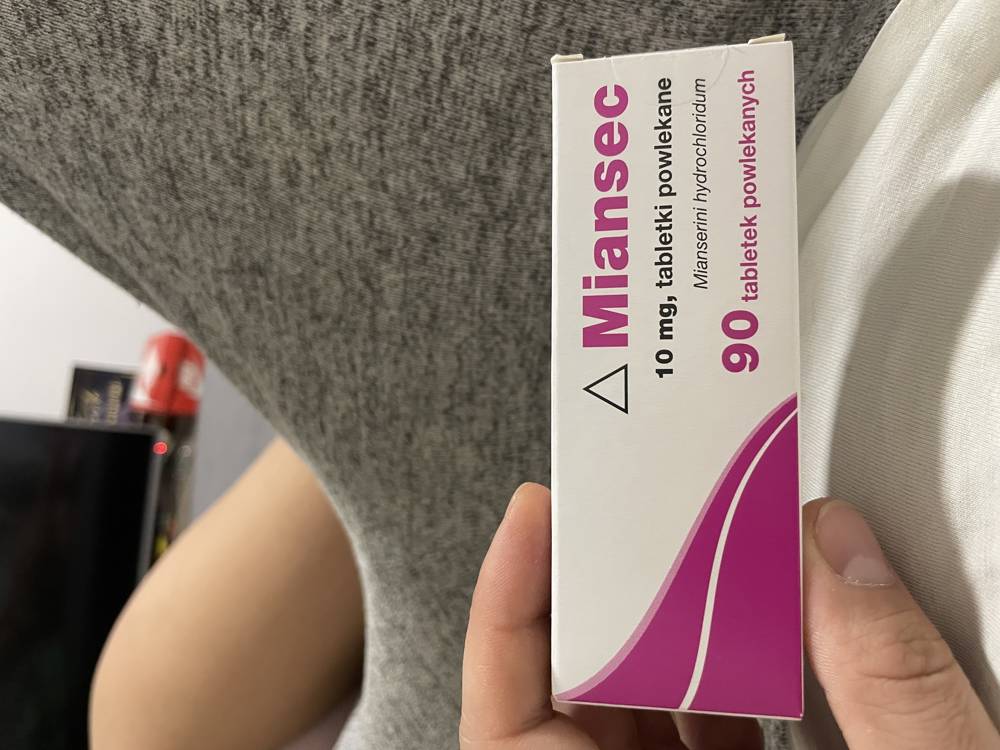 Miansec
10 mg, tabletki powlekane
Mianserini hydrochloridum
90 tabletek powlekanych